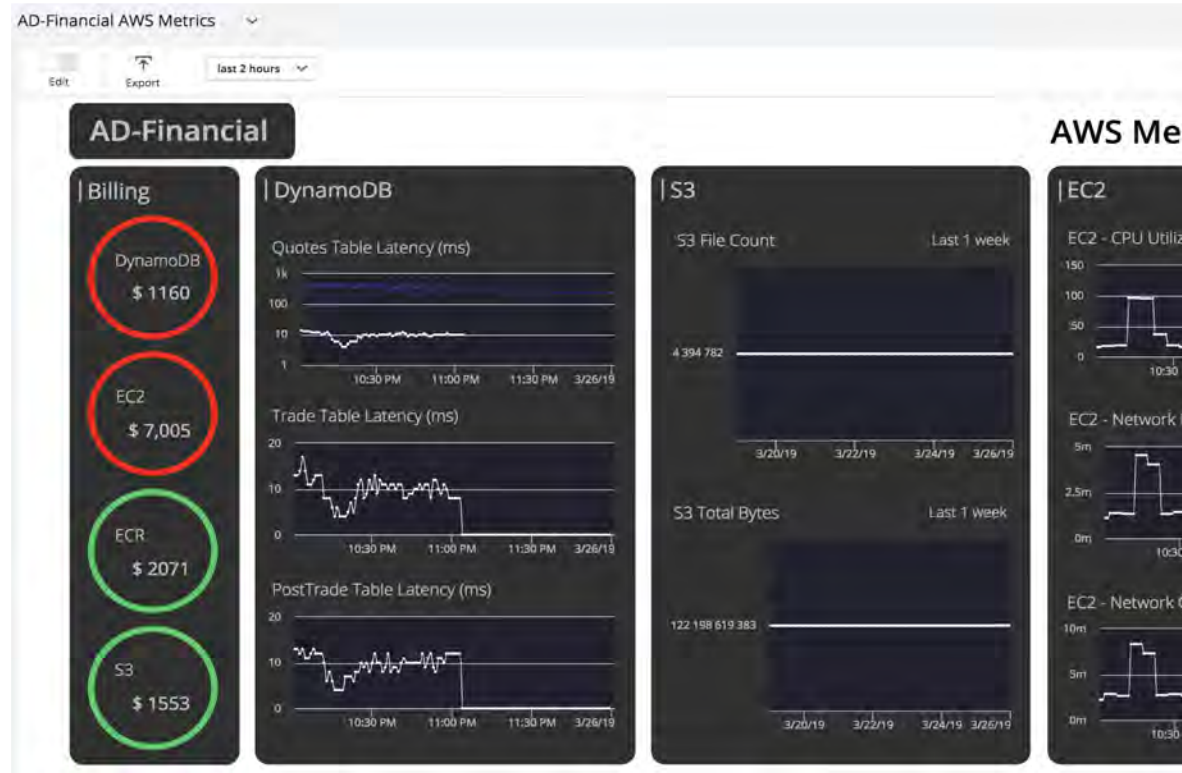 AD-Financial AWS Metrics
Edit
Export
last 2 hours
AD-Financial
AWS Me
|Billing
DynamoDB
$ 1160
EC2
$ 7,005
ECR
$ 2071
S3
$ 1553
|DynamoDB
Quotes Table Latency (ms)
1k
100
10
1
10:30 PM 11:00 PM 11:30 PM 3/26/19
Trade Table Latency (ms)
20
10
0
10:30 PM 11:00 PM 11:30 PM 3/26/19
PostTrade Table Latency (ms)
20
10
0
10:30 PM 11:00 PM 11:30 PM 3/26/19
|S3
S3 File Count Last 1 week
4 394 782
3/20/19 3/22/19 3/24/19 3/26/19
S3 Total Bytes Last 1 week
122 198 619 383
3/20/19 3/22/19 3/24/19 3/26/19
|EC2
EC2 - CPU Utiliz
150
100
50
0
10:30
EC2 - Network
5m
2.5m
0m
10:30
EC2 - Network
10m
5m
0m
10:30